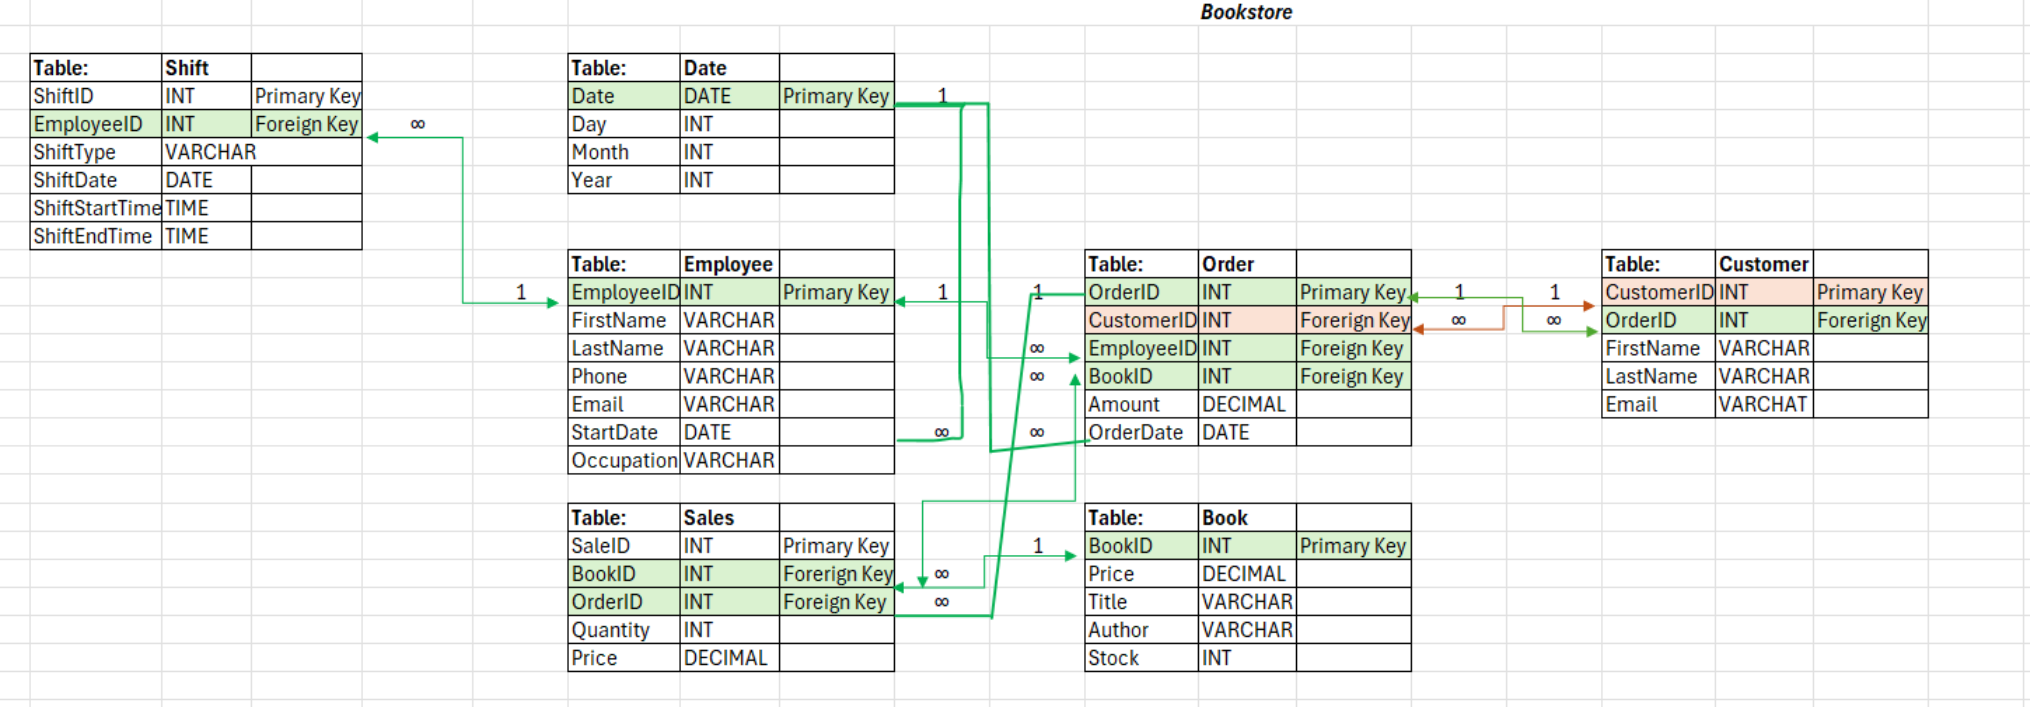 Bookstore
Table: Shift
ShiftID INT Primary Key
EmployeeID INT Foreign Key ∞
ShiftType VARCHAR
ShiftDate DATE
ShiftStartTime TIME
ShiftEndTime TIME
Table: Date
Date DATE Primary Key 1
Day INT
Month INT
Year INT
Table: Employee
1 EmployeeID INT Primary Key 1
FirstName VARCHAR
LastName VARCHAR
Phone VARCHAR
Email VARCHAR
StartDate DATE ∞
Occupation VARCHAR
Table: Order
1 OrderID INT Primary Key 1
CustomerID INT Forerign Key ∞
∞ EmployeeID INT Foreign Key
∞ BookID INT Foreign Key
Amount DECIMAL
∞ OrderDate DATE
Table: Customer
1 CustomerID INT Primary Key
∞ OrderID INT Forerign Key
FirstName VARCHAR
LastName VARCHAR
Email VARCHAT
Table: Sales
SaleID INT Primary Key
BookID INT Forerign Key ∞
OrderID INT Foreign Key ∞
Quantity INT
Price DECIMAL
Table: Book
1 BookID INT Primary Key
Price DECIMAL
Title VARCHAR
Author VARCHAR
Stock INT